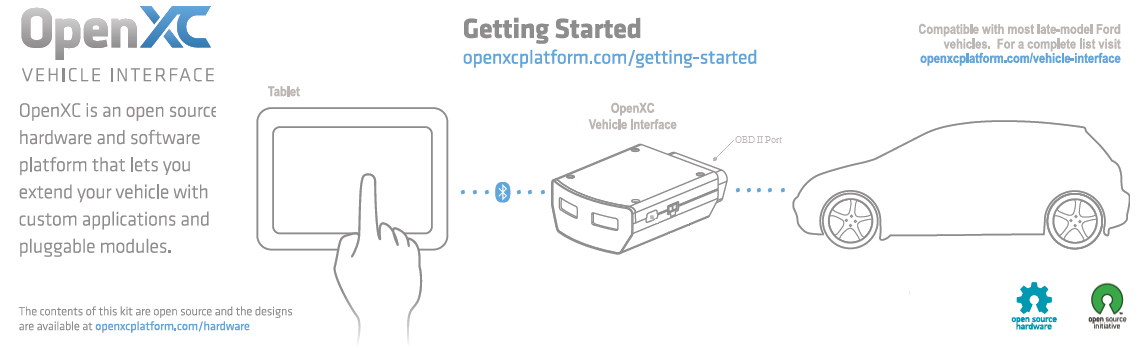 OpenXC
VEHICLE INTERFACE
OpenXC is an open source
hardware and software
platform that lets you
extend your vehicle with
custom applications and
pluggable modules.
The contents of this kit are open source and the designs
are available at openxcplatform.com/hardware
Getting Started
openxcplatform.com/getting-started
Compatible with most late-model Ford
vehicles. For a complete list visit
openxcplatform.com/vehicle-interface
Tablet
OpenXC
Vehicle Interface
OBD II Port
open source
hardware
open source
initiative